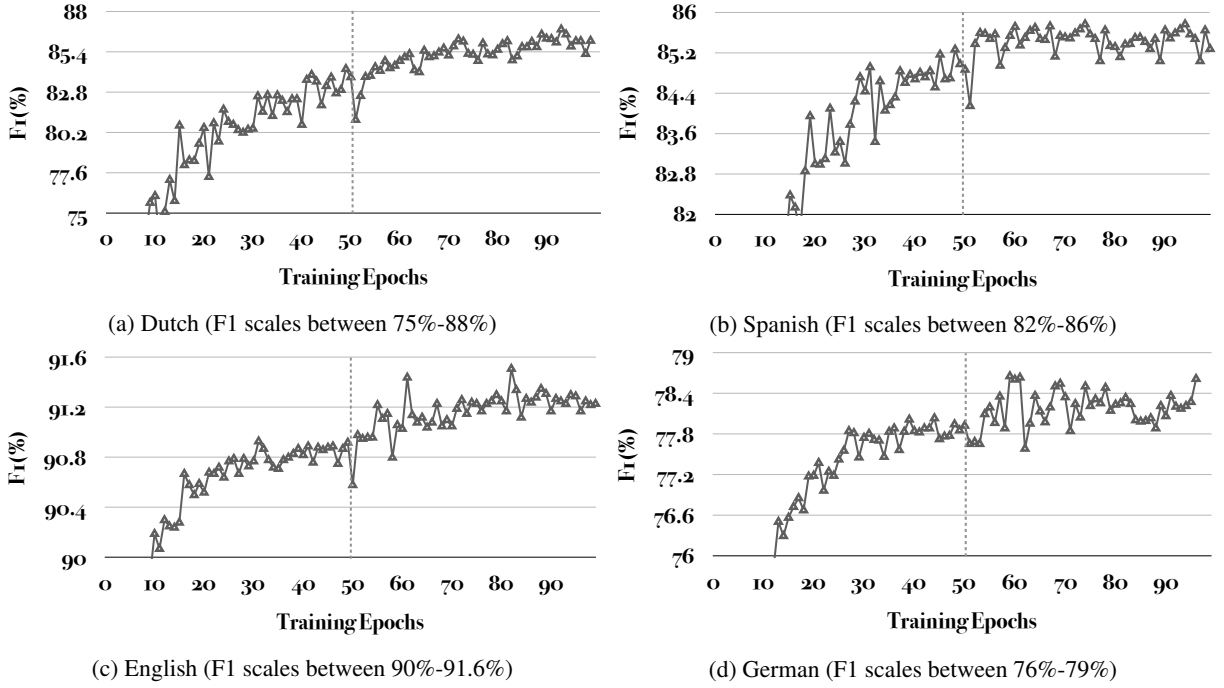 88
85.4
82.8
80.2
77.6
75
F1(%)
0 10 20 30 40 50 60 70 80 90
Training Epochs
(a) Dutch (F1 scales between 75%-88%)
86
85.2
84.4
83.6
82.8
82
F1(%)
0 10 20 30 40 50 60 70 80 90
Training Epochs
(b) Spanish (F1 scales between 82%-86%)
91.6
91.2
90.8
90.4
90
F1(%)
0 10 20 30 40 50 60 70 80 90
Training Epochs
(c) English (F1 scales between 90%-91.6%)
79
78.4
77.8
77.2
76.6
76
F1(%)
0 10 20 30 40 50 60 70 80 90
Training Epochs
(d) German (F1 scales between 76%-79%)